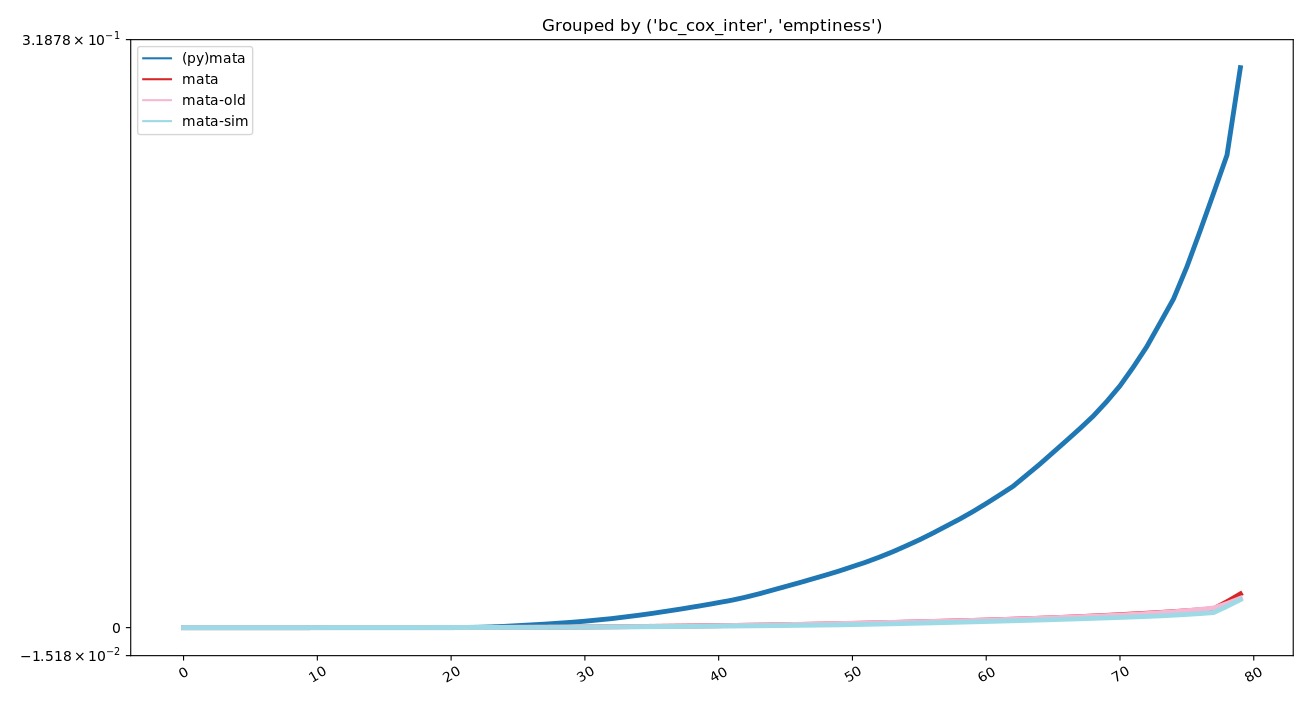 Grouped by ('bc_cox_inter', 'emptiness')
3.1878 × 10⁻¹
(py)mata
mata
mata-old
mata-sim
0
−1.518 × 10⁻²
0 10 20 30 40 50 60 70 80